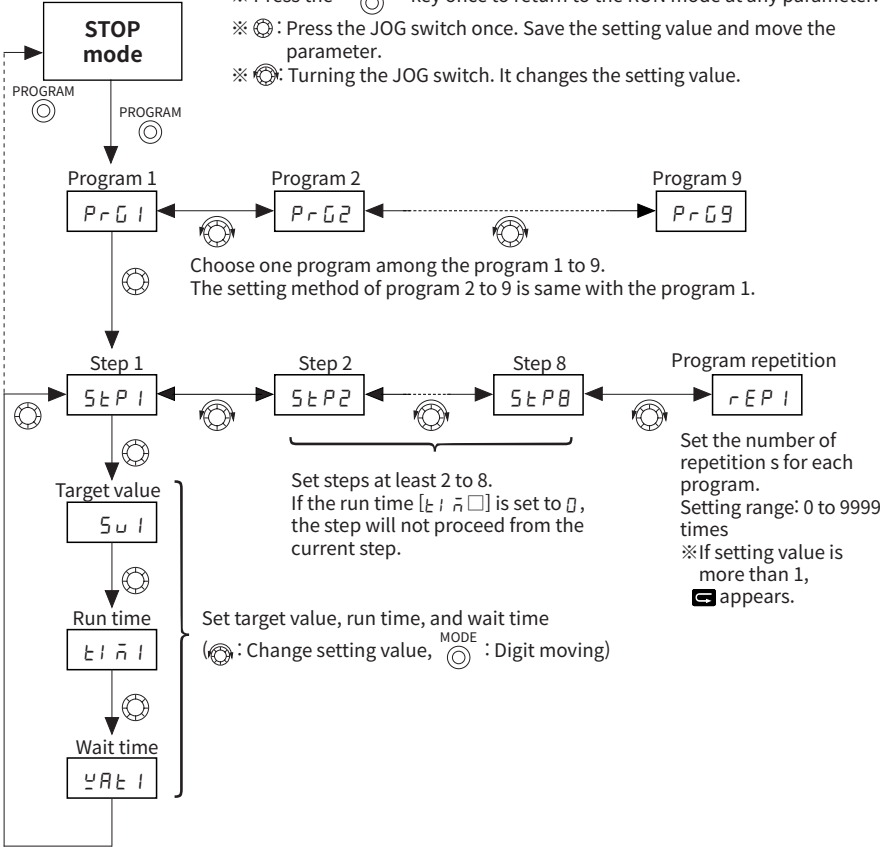 key once to return to the RUN mode at any parameter.
STOP
mode
※ : Press the JOG switch once. Save the setting value and move the
parameter.
※ : Turning the JOG switch. It changes the setting value.
PROGRAM
PROGRAM
Program 1
Program 2
Program 9
PrG1
PrG2
PrG9
Choose one program among the program 1 to 9.
The setting method of program 2 to 9 is same with the program 1.
Step 1
Step 2
Step 8
Program repetition
StP1
StP2
StP8
rEP1
Set the number of
repetition s for each
program.
Setting range: 0 to 9999
times
※If setting value is
more than 1,
appears.
Set steps at least 2 to 8.
If the run time [tIm□] is set to 0,
the step will not proceed from the
current step.
Target value
Sv1
Run time
tIm1
Set target value, run time, and wait time
( : Change setting value, MODE : Digit moving)
Wait time
WAt1